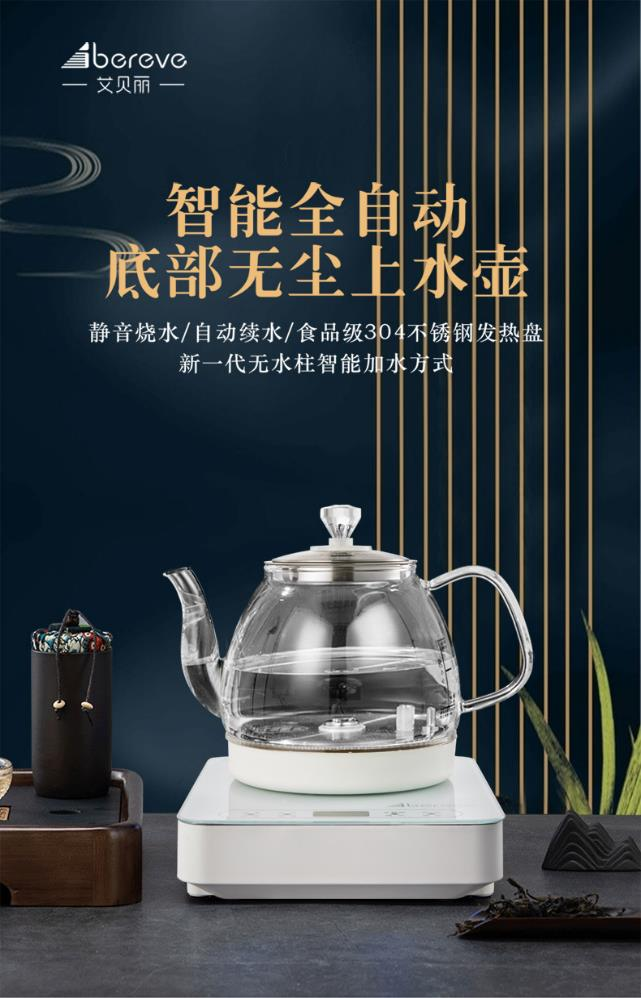 Abereve
— 艾贝丽 —
智能全自动
底部无尘上水壶
静音烧水/自动续水/食品级304不锈钢发热盘
新一代无水柱智能加水方式
Abereve